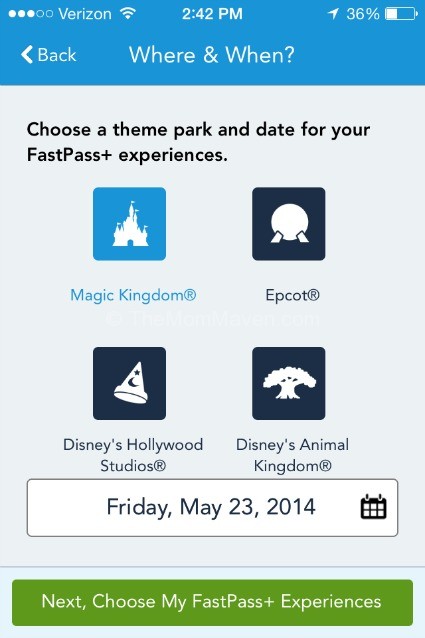 Verizon 2:42 PM 36%
Back Where & When?
Choose a theme park and date for your
FastPass+ experiences.
Magic Kingdom® Epcot®
© TheMomMaven.com
Disney's Hollywood Disney's Animal
Studios® Kingdom®
Friday, May 23, 2014
Next, Choose My FastPass+ Experiences